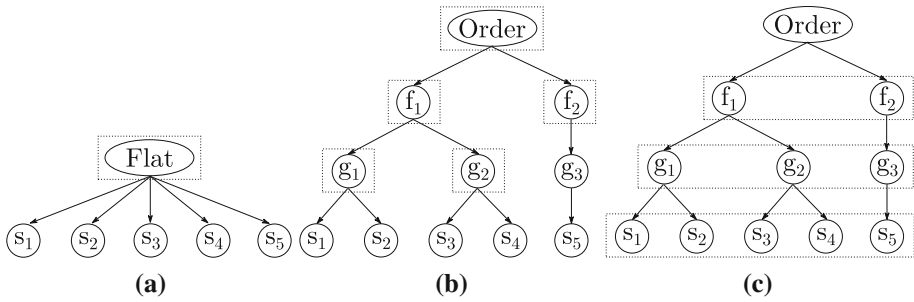 Flat
s₁ s₂ s₃ s₄ s₅
(a)
Order
f₁ f₂
g₁ g₂ g₃
s₁ s₂ s₃ s₄ s₅
(b)
Order
f₁ f₂
g₁ g₂ g₃
s₁ s₂ s₃ s₄ s₅
(c)